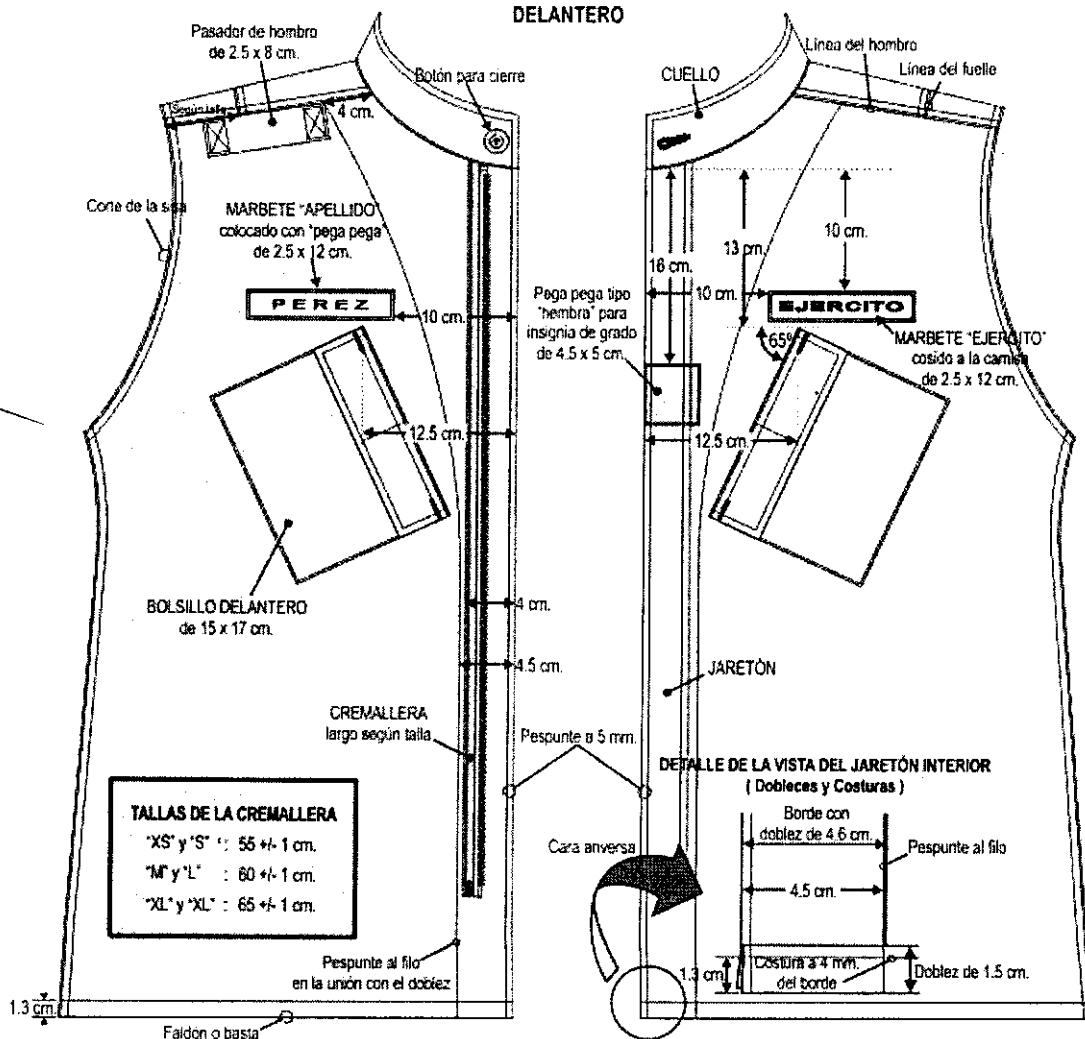 DELANTERO
Pasador de hombro
de 2.5 x 8 cm.
Botón para cierre
CUELLO
Línea del hombro
Línea del fuelle
4 cm.
Corte de la sisa
MARBETE "APELLIDO"
colocado con "pega pega"
de 2.5 x 12 cm.
PEREZ
10 cm.
Pega pega tipo
"hembra" para
insignia de grado
de 4.5 x 5 cm.
16 cm.
13 cm.
10 cm.
10 cm.
EJERCITO
MARBETE "EJERCITO"
cosido a la camisa
de 2.5 x 12 cm.
65º
12.5 cm.
12.5 cm.
BOLSILLO DELANTERO
de 15 x 17 cm.
4 cm.
4.5 cm.
JARETÓN
CREMALLERA
largo según talla
Pespunte a 5 mm.
DETALLE DE LA VISTA DEL JARETÓN INTERIOR
( Dobleces y Costuras )
TALLAS DE LA CREMALLERA
"XS" y "S" : 55 +/- 1 cm.
"M" y "L" : 60 +/- 1 cm.
"XL" y "XL" : 65 +/- 1 cm.
Borde con
doblez de 4.6 cm.
Cara anversa
Pespunte al filo
4.5 cm.
Pespunte al filo
en la unión con el doblez
1.3 cm.
Costura a 4 mm.
del borde
Doblez de 1.5 cm.
1.3 cm.
Faldon o basta